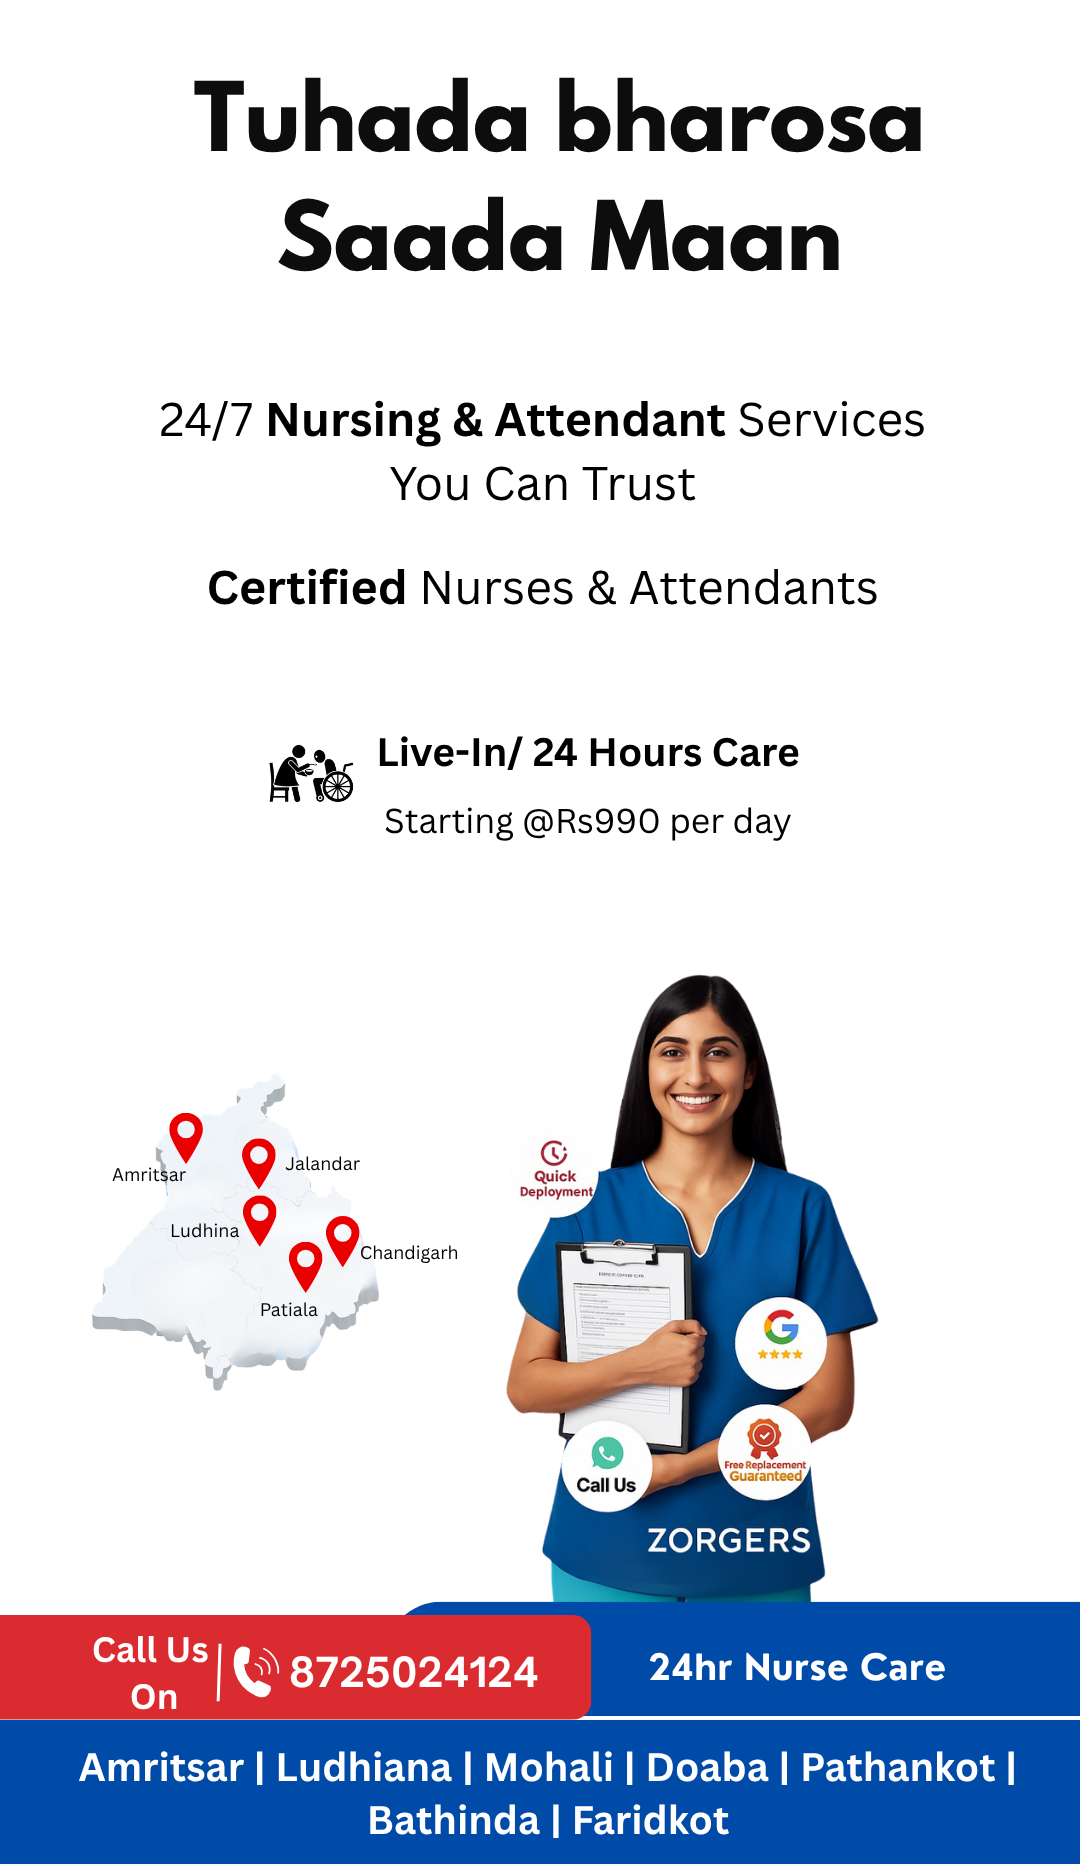 Tuhada bharosa
Saada Maan
24/7 Nursing & Attendant Services
You Can Trust
Certified Nurses & Attendants
Live-In/ 24 Hours Care
Starting @Rs990 per day
Amritsar
Jalandar
Ludhina
Chandigarh
Patiala
Quick
Deployment
G
Call Us
Free Replacement
Guaranteed
ZORGERS
Call Us
On
8725024124
24hr Nurse Care
Amritsar | Ludhiana | Mohali | Doaba | Pathankot |
Bathinda | Faridkot